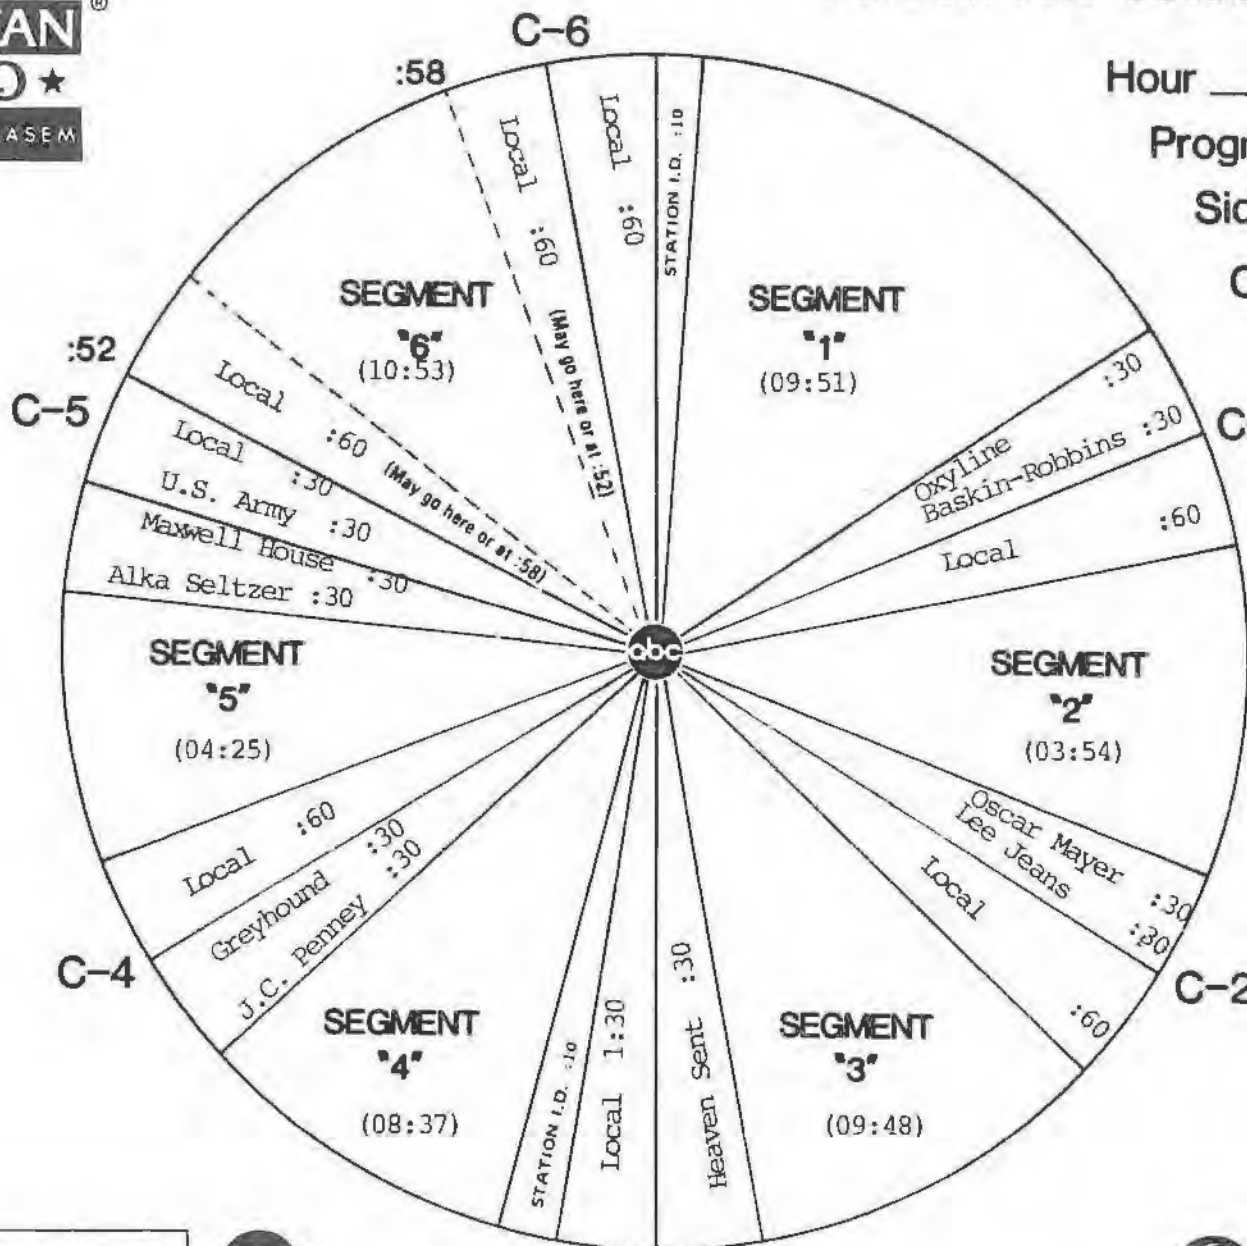 ®
C-6
:58
Hour
Local :60
Local :60
STATION I.D. :10
SEGMENT
"1"
(09:51)
Oxyline :30
Baskin-Robbins :30
Local :60
SEGMENT
"2"
(03:54)
Oscar Mayer :30
Lee Jeans :30
C-2
Local :60
SEGMENT
"3"
(09:48)
Heaven Sent :30
Local 1:30
STATION I.D. :10
SEGMENT
"4"
(08:37)
J.C. Penney :30
Greyhound :30
C-4
Local :60
SEGMENT
"5"
(04:25)
Alka Seltzer :30
Maxwell House :30
U.S. Army :30
Local :30
C-5
:52
Local :60 (May go here or at :58)
SEGMENT
"6"
(10:53)
(May go here or at :52)
abc
ASEM